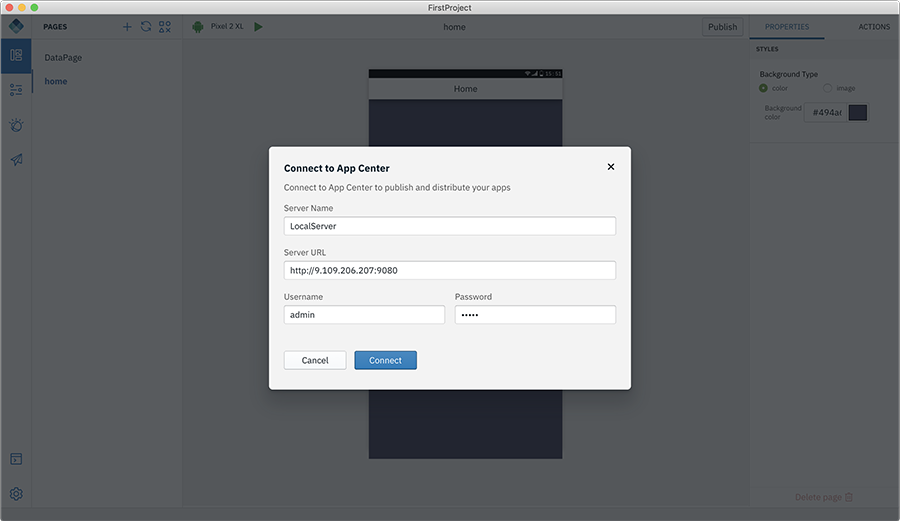 FirstProject
PAGES
Pixel 2 XL
home
Publish
PROPERTIES
ACTIONS
DataPage
home
STYLES
Background Type
color
image
Background
color
#494a6
15:33
Home
Connect to App Center
Connect to App Center to publish and distribute your apps
Server Name
LocalServer
Server URL
http://9.109.206.207:9080
Username
Password
admin
•••••
Cancel
Connect
Delete page